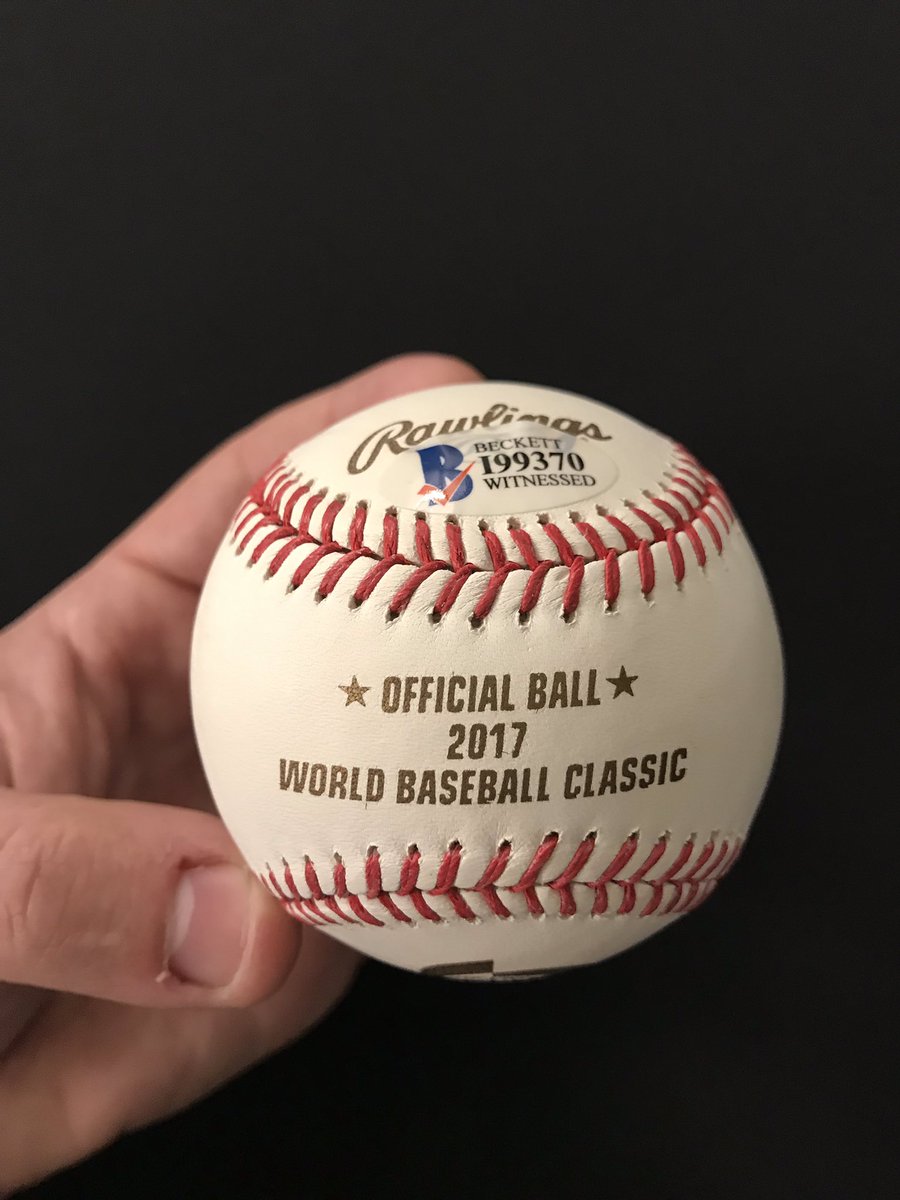 Rawlings
BECKETT
I99370
WITNESSED
★ OFFICIAL BALL ★
2017
WORLD BASEBALL CLASSIC